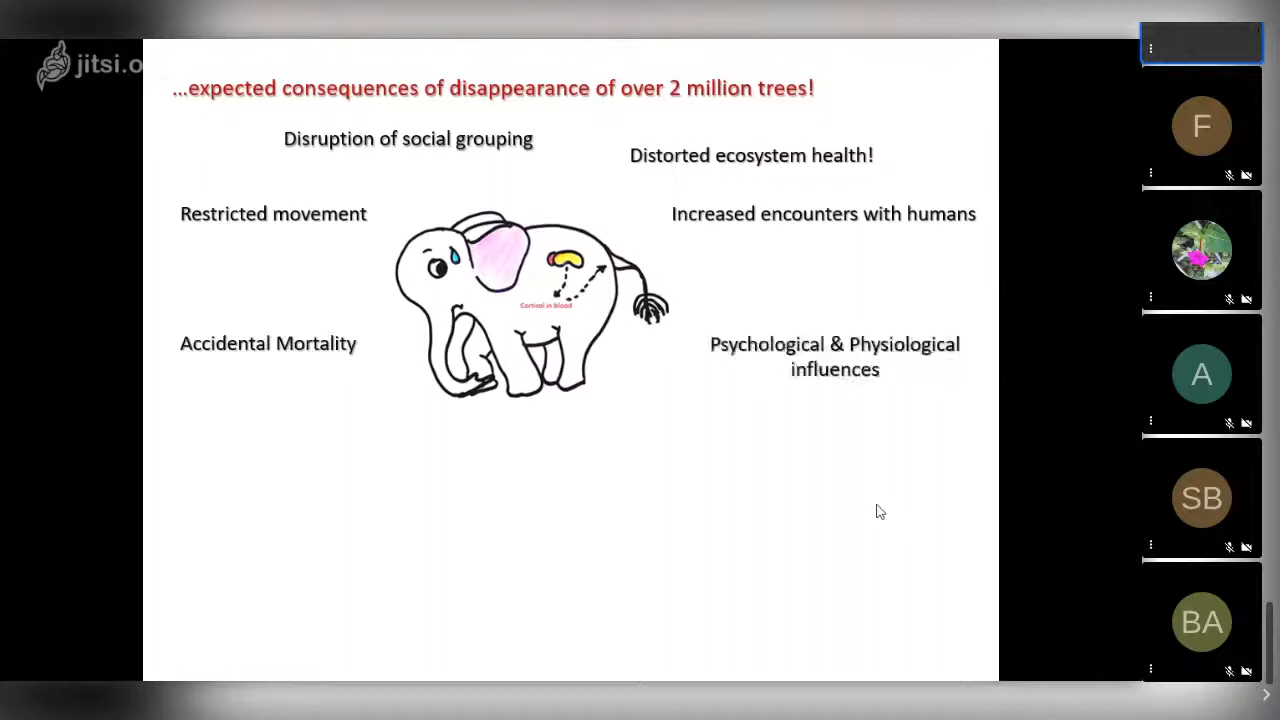 jitsi.o
...expected consequences of disappearance of over 2 million trees!
Disruption of social grouping
Distorted ecosystem health!
Restricted movement
Increased encounters with humans
Cortisol in blood
Accidental Mortality
Psychological & Physiological
influences
F
A
SB
BA